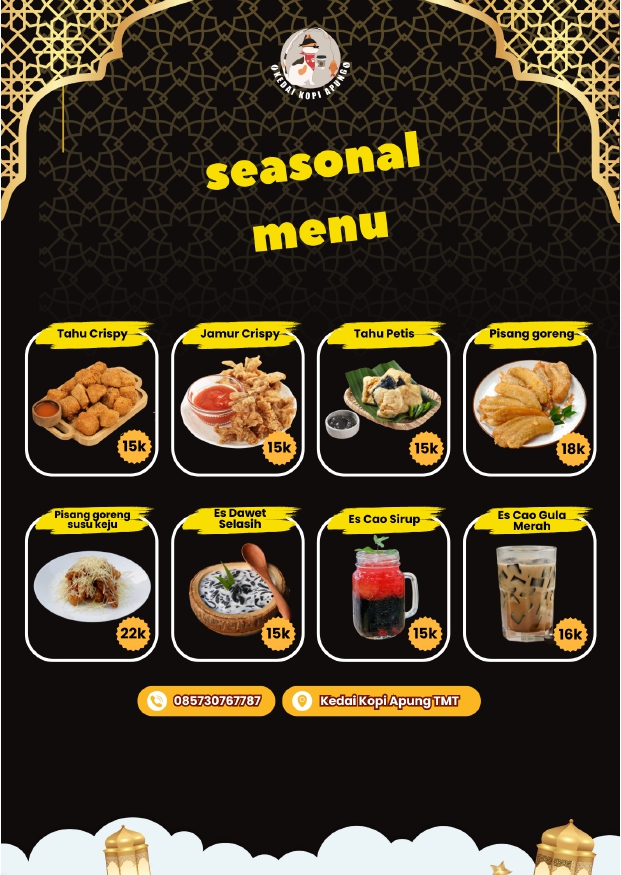 KEDAI KOPI APUNG
seasonal
menu
Tahu Crispy
15k
Jamur Crispy
15k
Tahu Petis
15k
Pisang goreng
18k
Pisang goreng
susu keju
22k
Es Dawet
Selasih
15k
Es Cao Sirup
15k
Es Cao Gula
Merah
16k
085730767787
Kedai Kopi Apung TMT